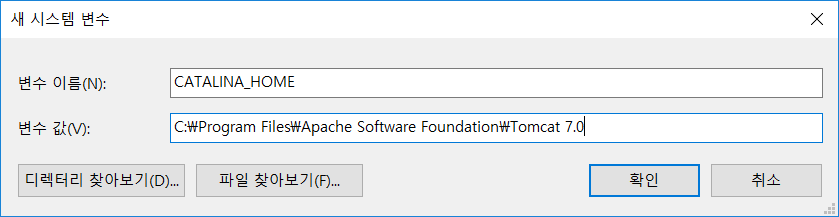 새 시스템 변수
변수 이름(N):
CATALINA_HOME
변수 값(V):
C:₩Program Files₩Apache Software Foundation₩Tomcat 7.0
디렉터리 찾아보기(D)...
파일 찾아보기(F)...
확인
취소